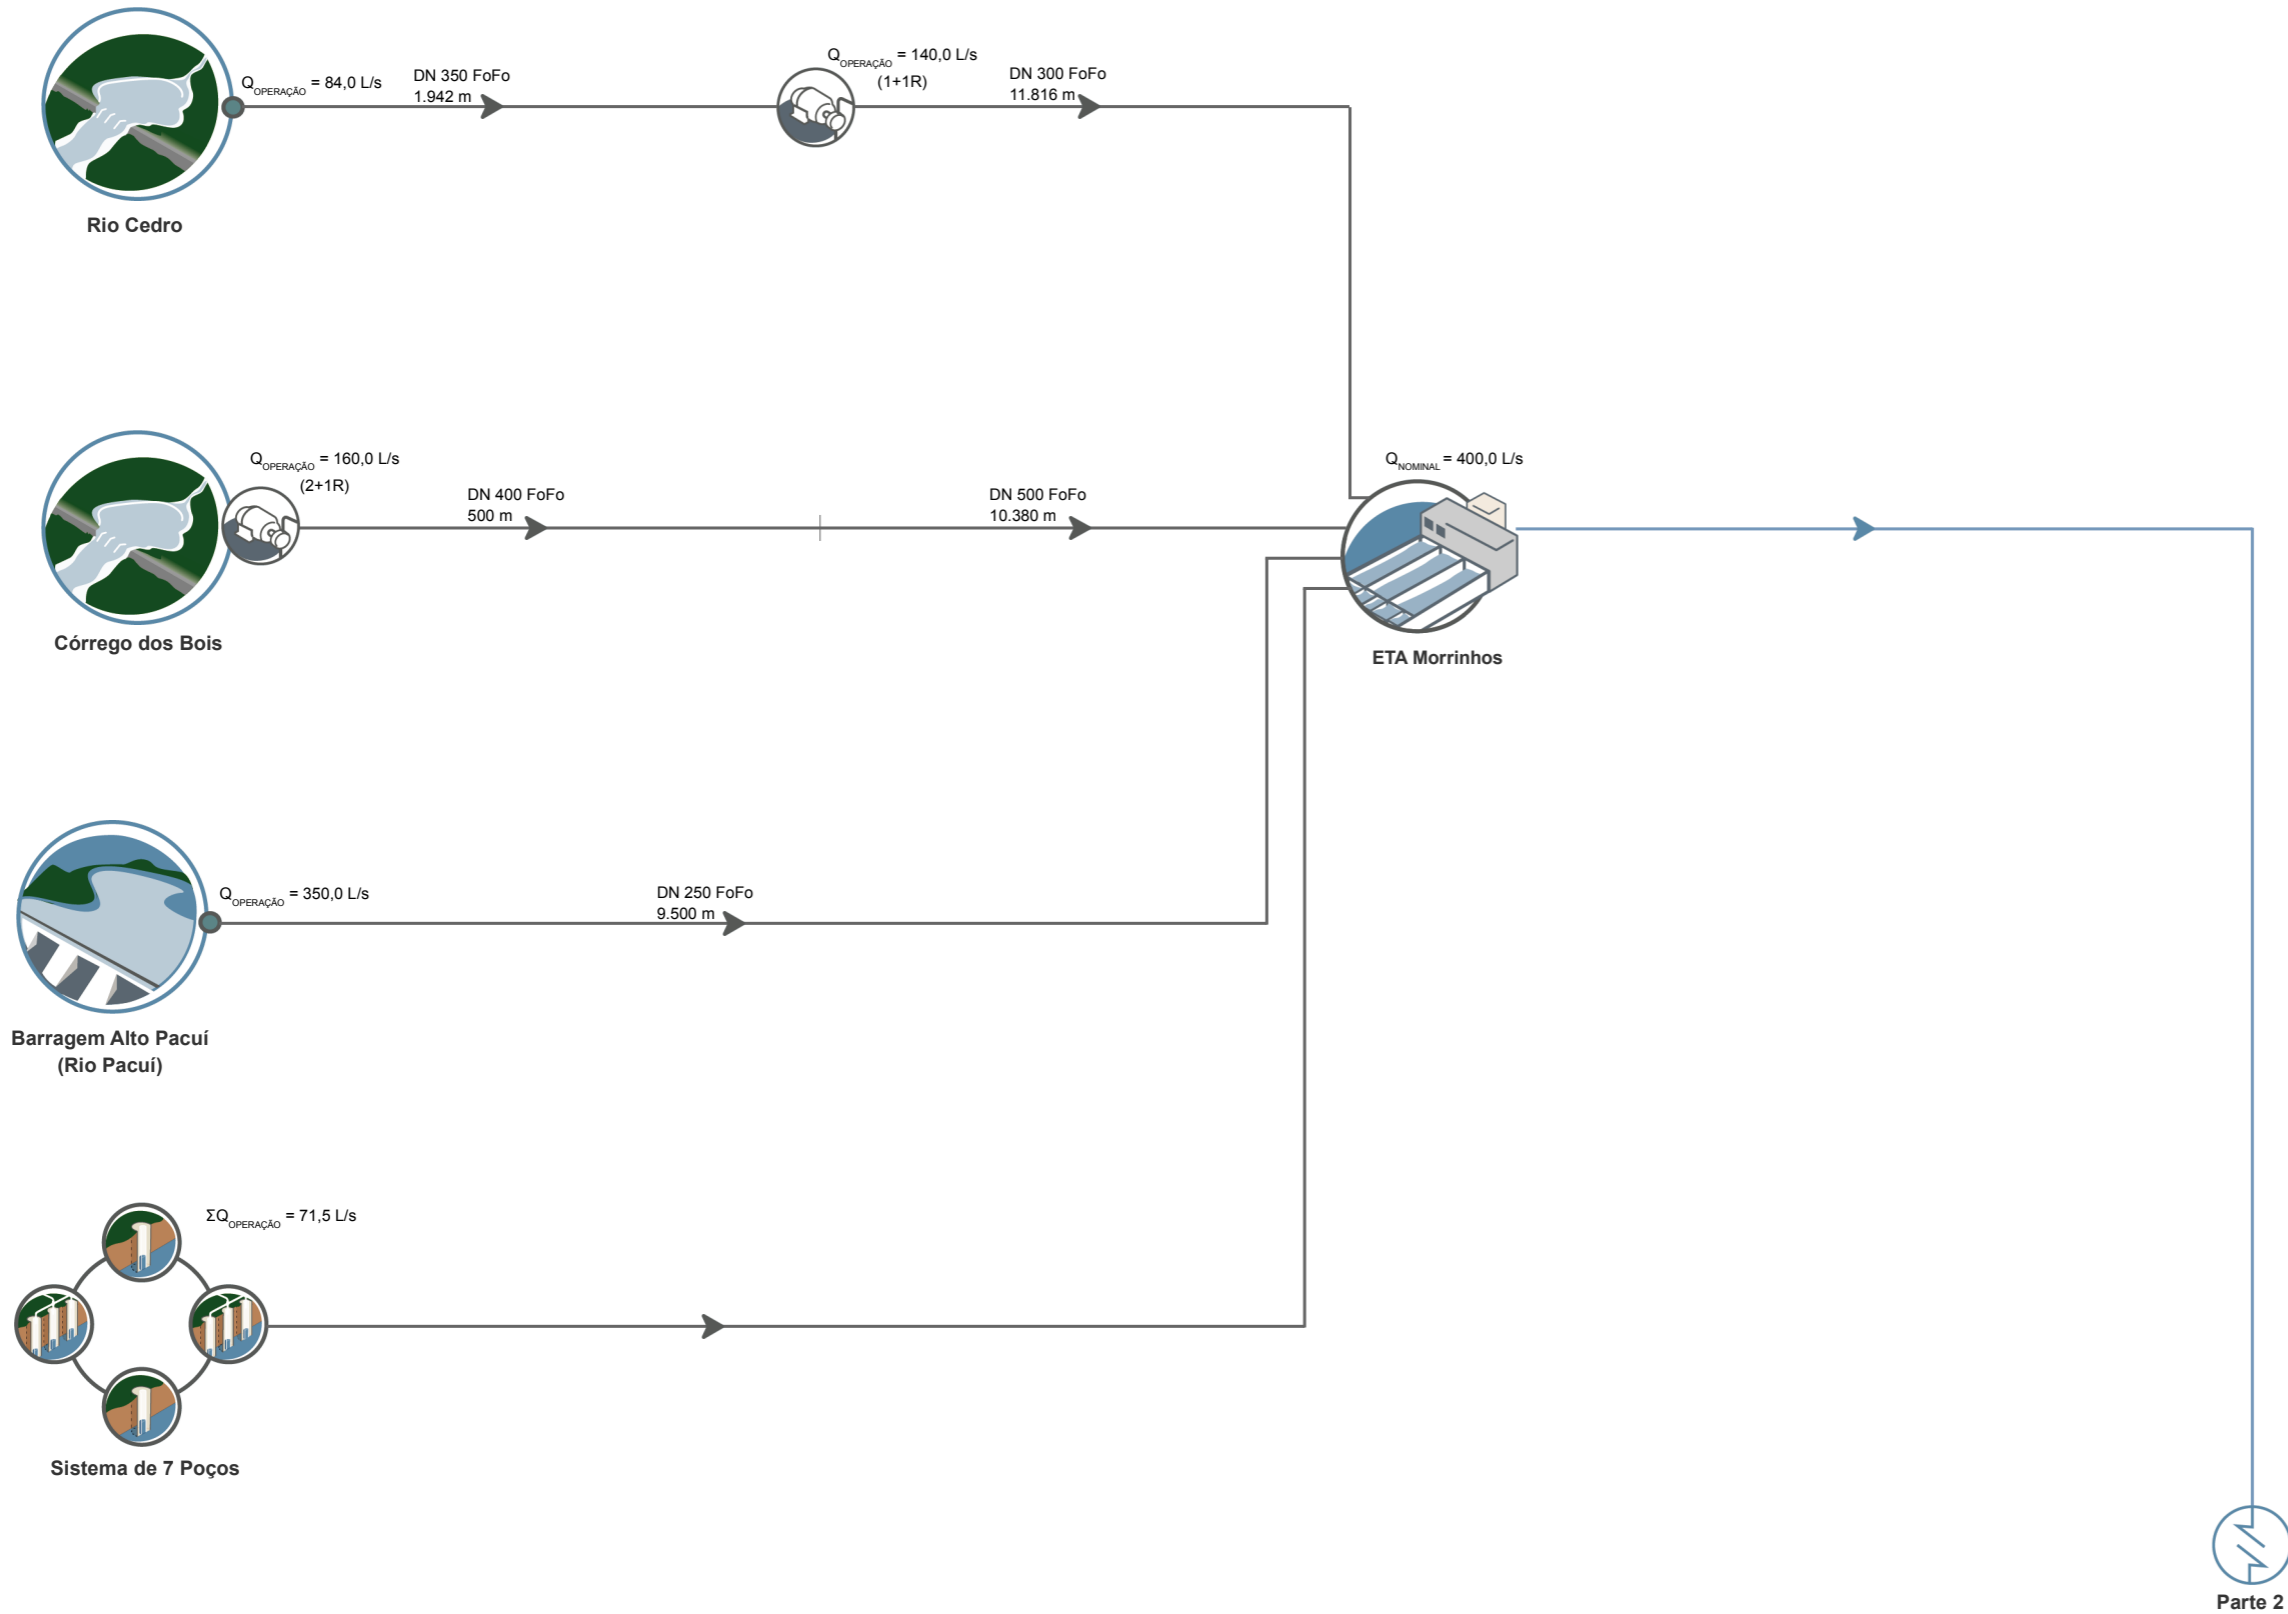 Q OPERAÇÃO = 84,0 L/s
DN 350 FoFo
1.942 m
Q OPERAÇÃO = 140,0 L/s
(1+1R)
DN 300 FoFo
11.816 m
Rio Cedro
Q OPERAÇÃO = 160,0 L/s
(2+1R)
DN 400 FoFo
500 m
DN 500 FoFo
10.380 m
Q NOMINAL = 400,0 L/s
Córrego dos Bois
ETA Morrinhos
Q OPERAÇÃO = 350,0 L/s
DN 250 FoFo
9.500 m
Barragem Alto Pacuí
(Rio Pacuí)
ΣQ OPERAÇÃO = 71,5 L/s
Sistema de 7 Poços
Parte 2